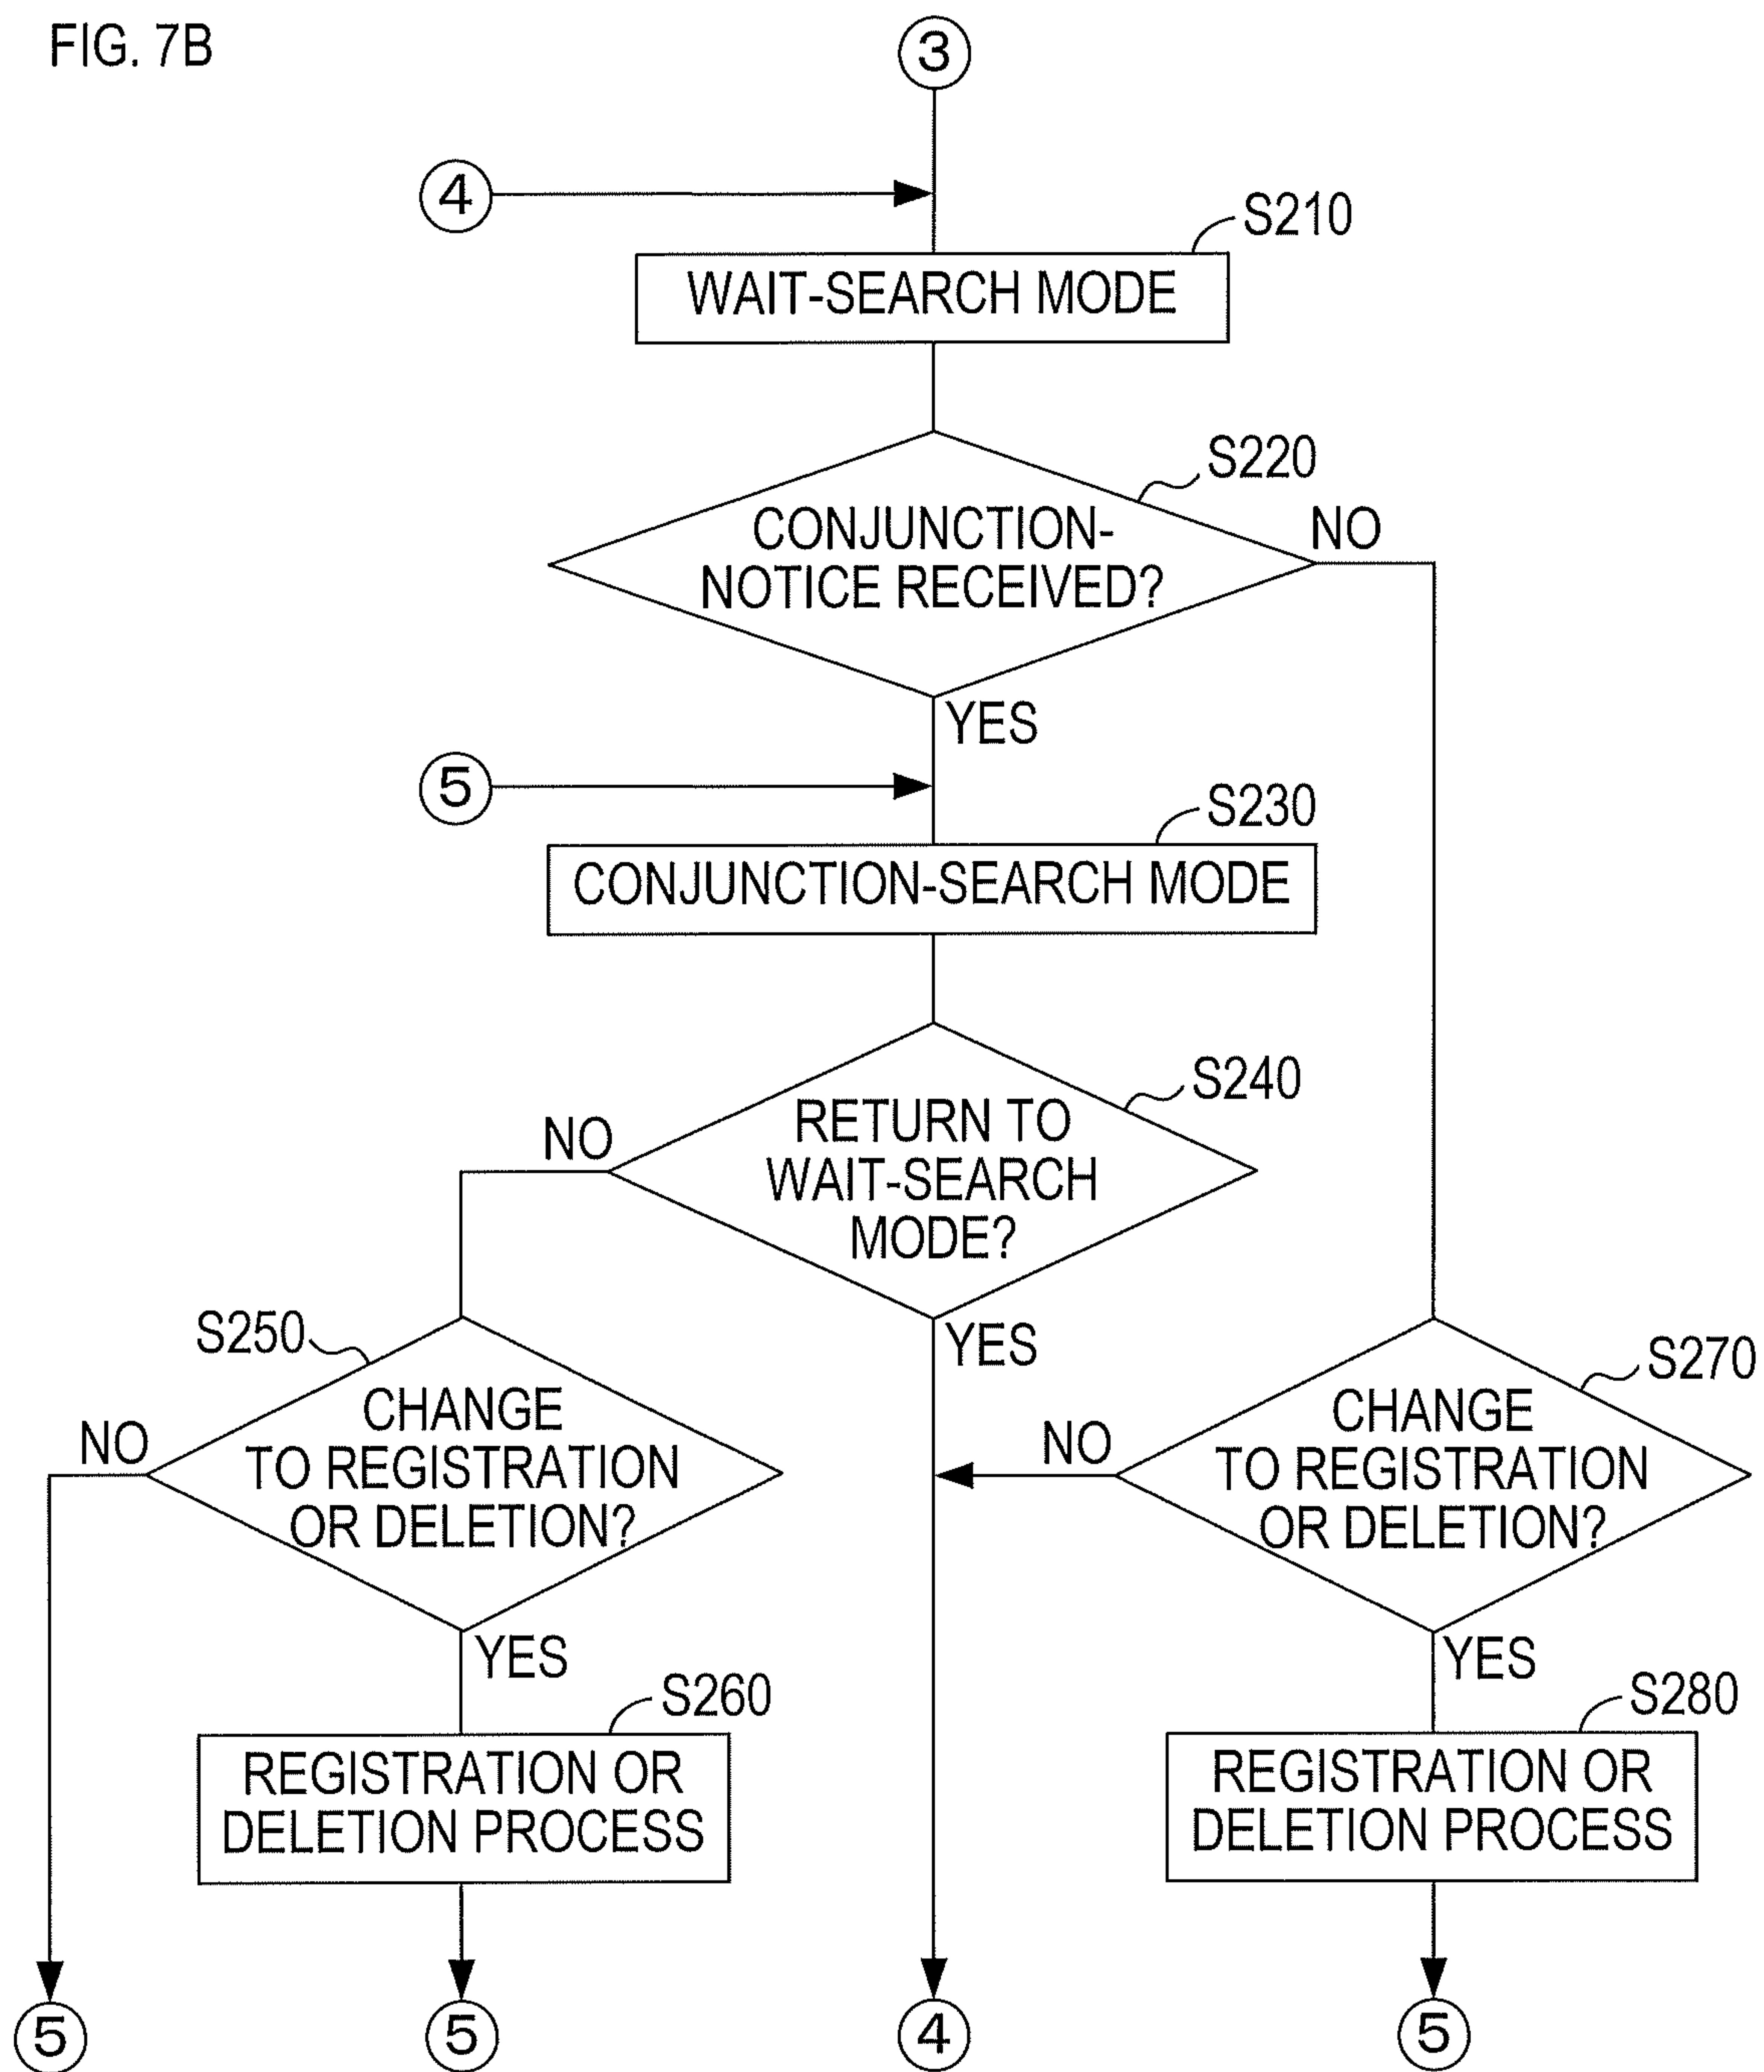 FIG. 7B
③
④
S210
WAIT-SEARCH MODE
S220
CONJUNCTION-
NOTICE RECEIVED?
NO
YES
⑤
S230
CONJUNCTION-SEARCH MODE
S240
RETURN TO
WAIT-SEARCH
MODE?
NO
YES
S250
CHANGE
TO REGISTRATION
OR DELETION?
NO
YES
S270
CHANGE
TO REGISTRATION
OR DELETION?
NO
YES
S260
REGISTRATION OR
DELETION PROCESS
S280
REGISTRATION OR
DELETION PROCESS
⑤
⑤
④
⑤